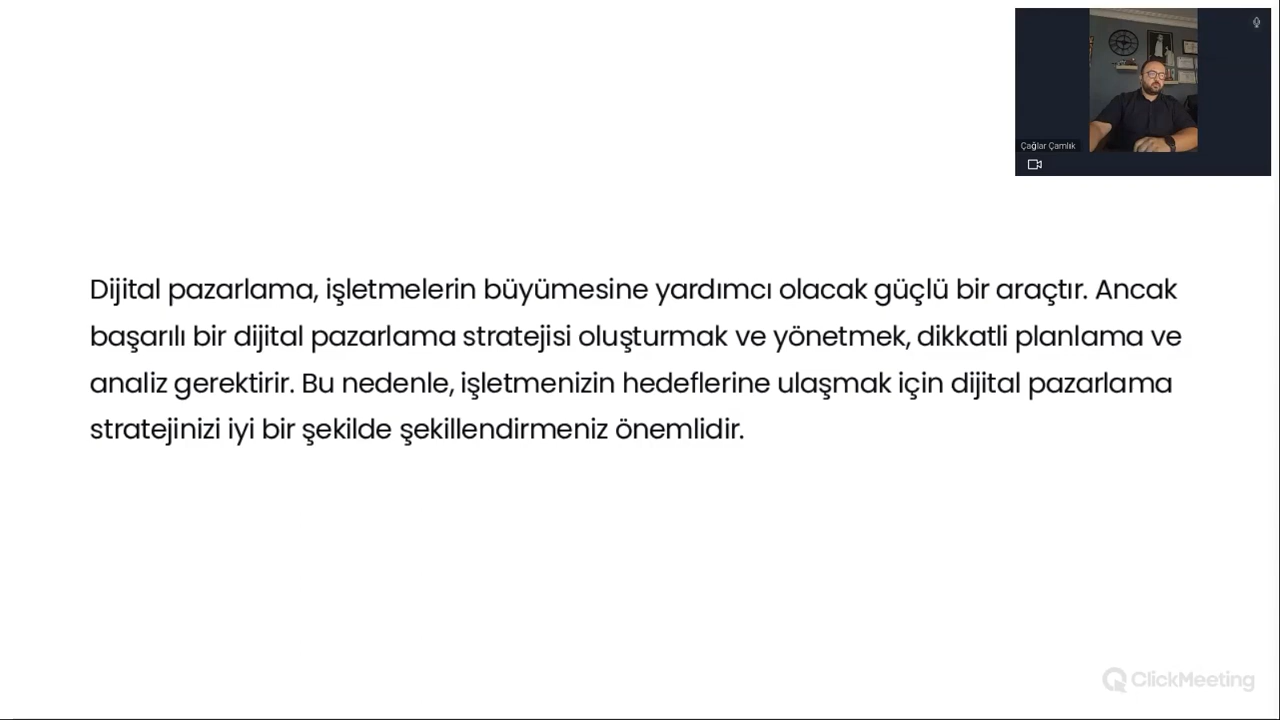 Çağlar Çamlık
Dijital pazarlama, işletmelerin büyümesine yardımcı olacak güçlü bir araçtır. Ancak
başarılı bir dijital pazarlama stratejisi oluşturmak ve yönetmek, dikkatli planlama ve
analiz gerektirir. Bu nedenle, işletmenizin hedeflerine ulaşmak için dijital pazarlama
stratejinizi iyi bir şekilde şekillendirmeniz önemlidir.
ClickMeeting